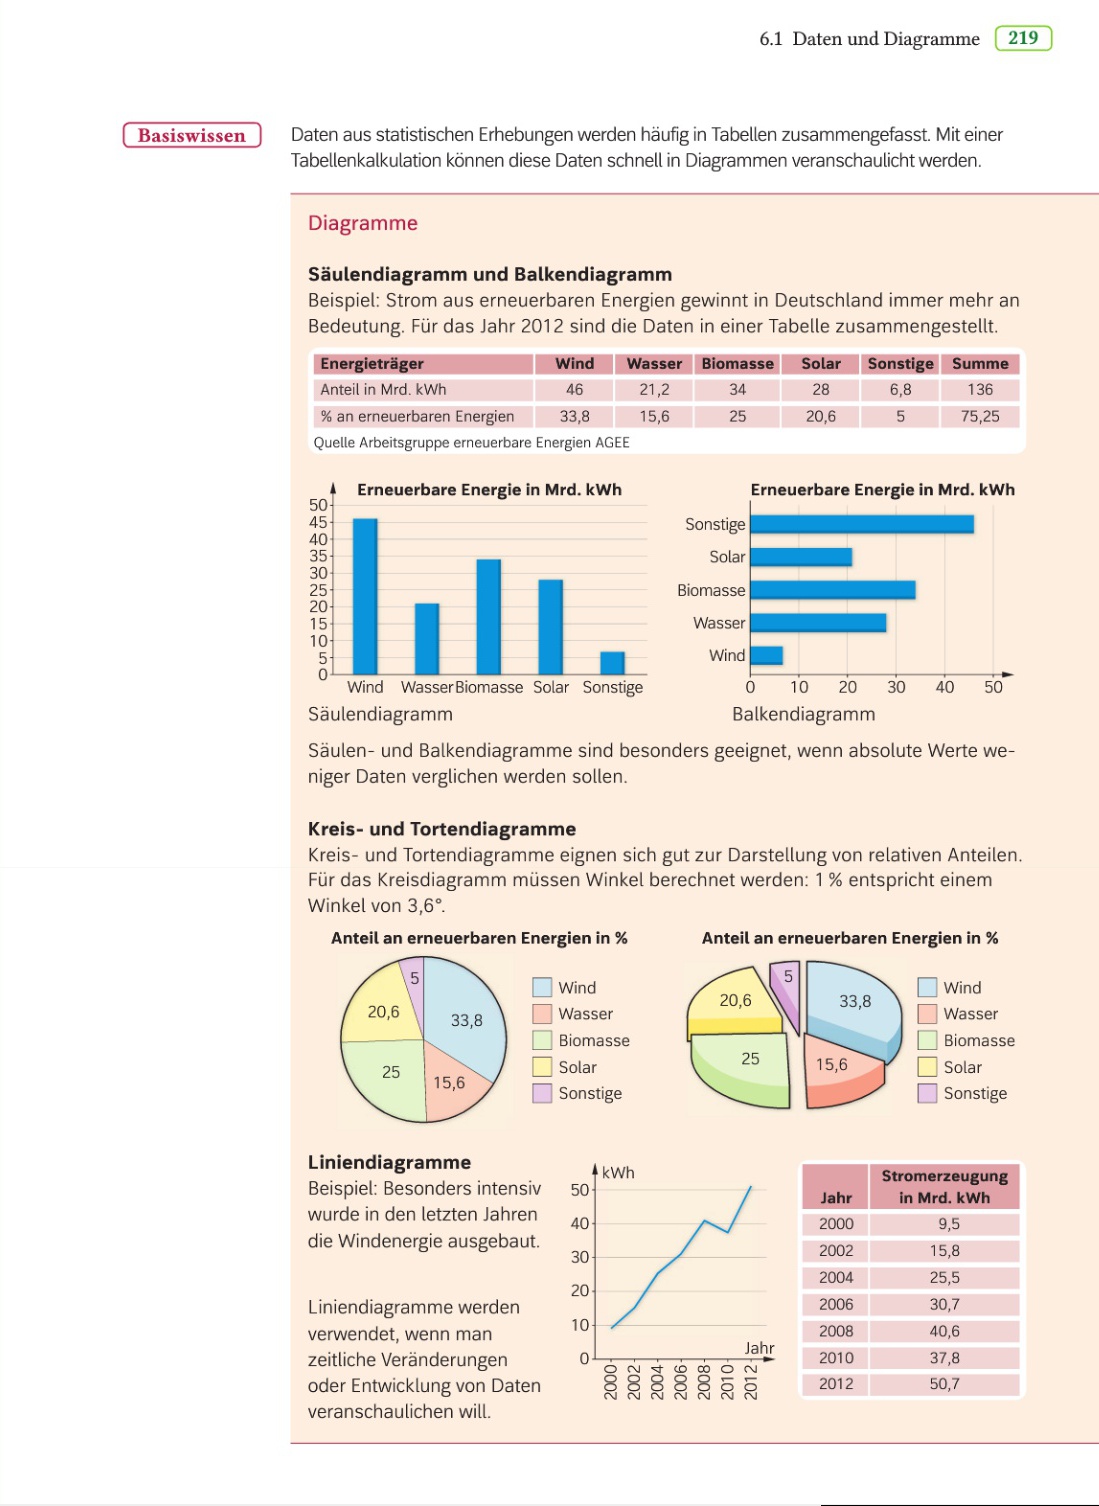 6.1 Daten und Diagramme 219
Basiswissen
Daten aus statistischen Erhebungen werden häufig in Tabellen zusammengefasst. Mit einer
Tabellenkalkulation können diese Daten schnell in Diagrammen veranschaulicht werden.
Diagramme
Säulendiagramm und Balkendiagramm
Beispiel: Strom aus erneuerbaren Energien gewinnt in Deutschland immer mehr an
Bedeutung. Für das Jahr 2012 sind die Daten in einer Tabelle zusammengestellt.
Energieträger Wind Wasser Biomasse Solar Sonstige Summe
Anteil in Mrd. kWh 46 21,2 34 28 6,8 136
% an erneuerbaren Energien 33,8 15,6 25 20,6 5 75,25
Quelle Arbeitsgruppe erneuerbare Energien AGEE
Erneuerbare Energie in Mrd. kWh
50
45
40
35
30
25
20
15
10
5
0
Wind Wasser Biomasse Solar Sonstige
Säulendiagramm
Erneuerbare Energie in Mrd. kWh
Sonstige
Solar
Biomasse
Wasser
Wind
0 10 20 30 40 50
Balkendiagramm
Säulen- und Balkendiagramme sind besonders geeignet, wenn absolute Werte we-
niger Daten verglichen werden sollen.
Kreis- und Tortendiagramme
Kreis- und Tortendiagramme eignen sich gut zur Darstellung von relativen Anteilen.
Für das Kreisdiagramm müssen Winkel berechnet werden: 1 % entspricht einem
Winkel von 3,6°.
Anteil an erneuerbaren Energien in %
5
20,6
33,8
25
15,6
Wind
Wasser
Biomasse
Solar
Sonstige
Anteil an erneuerbaren Energien in %
5
20,6
33,8
25
15,6
Wind
Wasser
Biomasse
Solar
Sonstige
Liniendiagramme
Beispiel: Besonders intensiv
wurde in den letzten Jahren
die Windenergie ausgebaut.
Liniendiagramme werden
verwendet, wenn man
zeitliche Veränderungen
oder Entwicklung von Daten
veranschaulichen will.
kWh
50
40
30
20
10
0
Jahr
2000 2002 2004 2006 2008 2010 2012
Stromerzeugung
Jahr in Mrd. kWh
2000 9,5
2002 15,8
2004 25,5
2006 30,7
2008 40,6
2010 37,8
2012 50,7